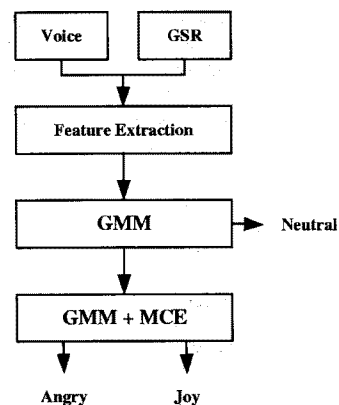 Voice GSR
Feature Extraction
GMM
Neutral
GMM + MCE
Angry Joy